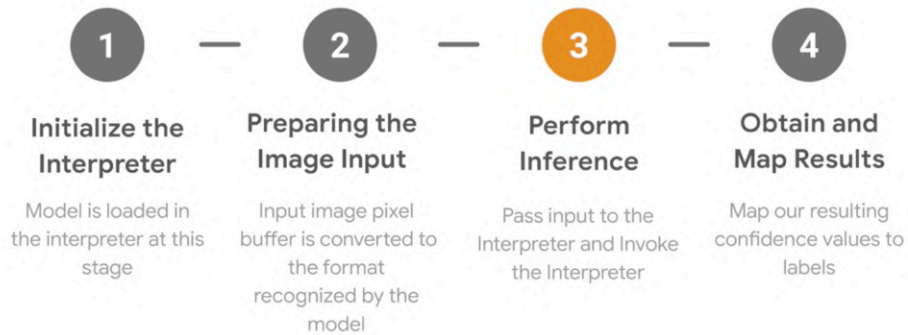 1
2
3
4
Initialize the
Interpreter
Model is loaded in
the interpreter at this
stage
Preparing the
Image Input
Input image pixel
buffer is converted to
the format
recognized by the
model
Perform
Inference
Pass input to the
Interpreter and Invoke
the Interpreter
Obtain and
Map Results
Map our resulting
confidence values to
labels